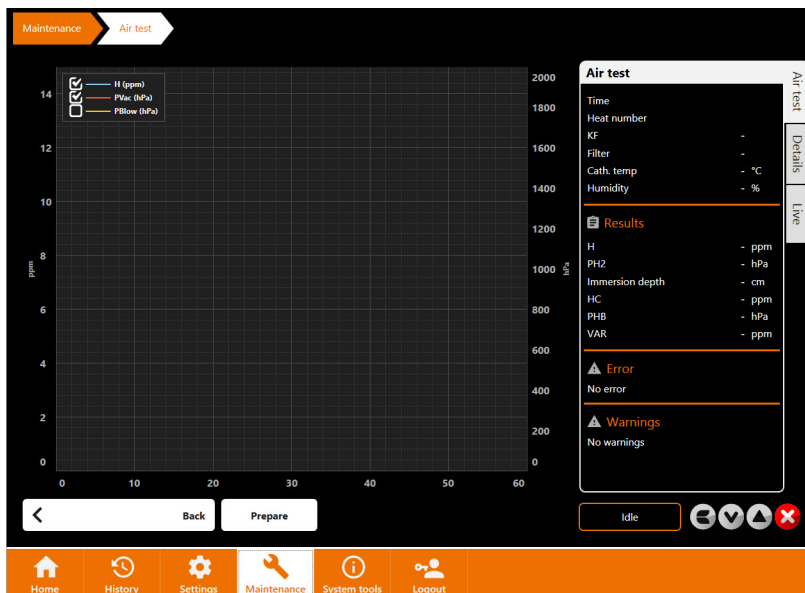 Maintenance
Air test
H (ppm)
PVac (hPa)
PBlow (hPa)
14
12
10
8
6
4
2
0
ppm
2000
1800
1600
1400
1200
1000
800
600
400
200
0
hPa
0 10 20 30 40 50 60
Back
Prepare
Air test
Time
Heat number
KF -
Filter -
Cath. temp - °C
Humidity - %
Results
H - ppm
PH2 - hPa
Immersion depth - cm
HC - ppm
PHB - hPa
VAR - ppm
Error
No error
Warnings
No warnings
Air test
Details
Live
Idle
Home
History
Settings
Maintenance
System tools
Logout